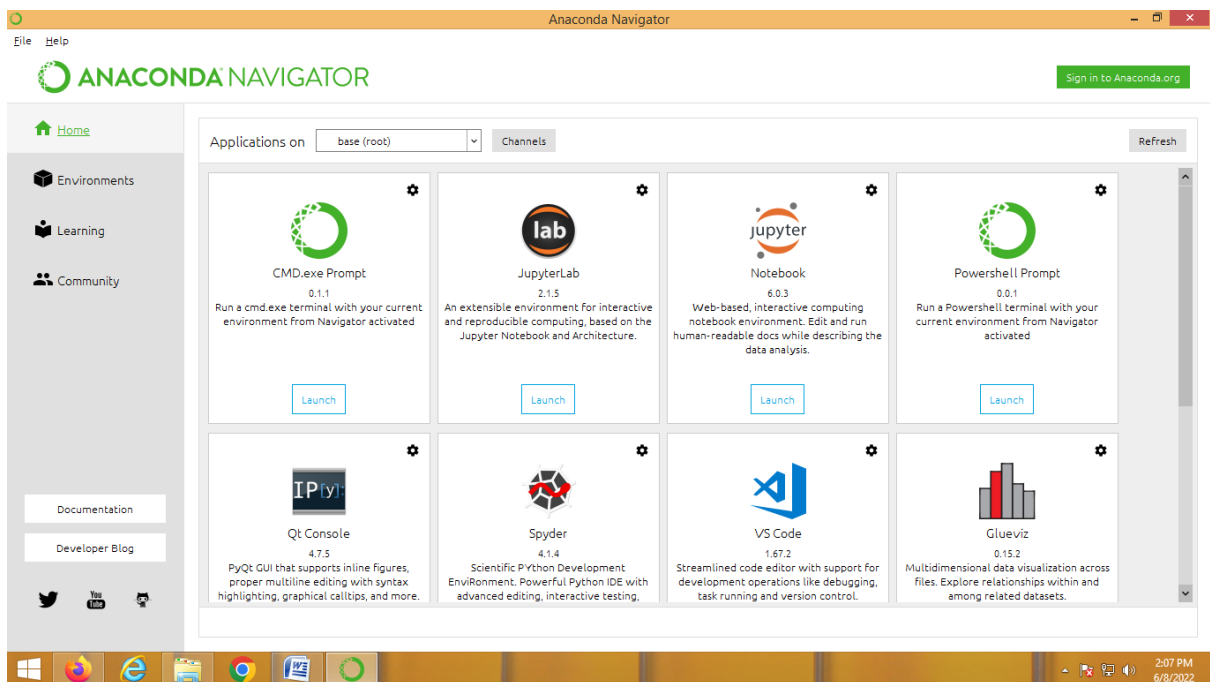 Anaconda Navigator
File Help
ANACONDA NAVIGATOR
Sign in to Anaconda.org
Home
Environments
Learning
Community
Documentation
Developer Blog
You
Tube
Applications on base (root) Channels Refresh
CMD.exe Prompt
0.1.1
Run a cmd.exe terminal with your current
environment from Navigator activated
Launch
lab
JupyterLab
2.1.5
An extensible environment for interactive
and reproducible computing, based on the
Jupyter Notebook and Architecture.
Launch
jupyter
Notebook
6.0.3
Web-based, interactive computing
notebook environment. Edit and run
human-readable docs while describing the
data analysis.
Launch
Powershell Prompt
0.0.1
Run a Powershell terminal with your
current environment from Navigator
activated
Launch
IP[y]:
Qt Console
4.7.5
PyQt GUI that supports inline figures,
proper multiline editing with syntax
highlighting, graphical calltips, and more.
Spyder
4.1.4
Scientific PYthon Development
EnviRonment. Powerful Python IDE with
advanced editing, interactive testing,
VS Code
1.67.2
Streamlined code editor with support for
development operations like debugging,
task running and version control.
Glueviz
0.15.2
Multidimensional data visualization across
files. Explore relationships within and
among related datasets.
2:07 PM
6/8/2022